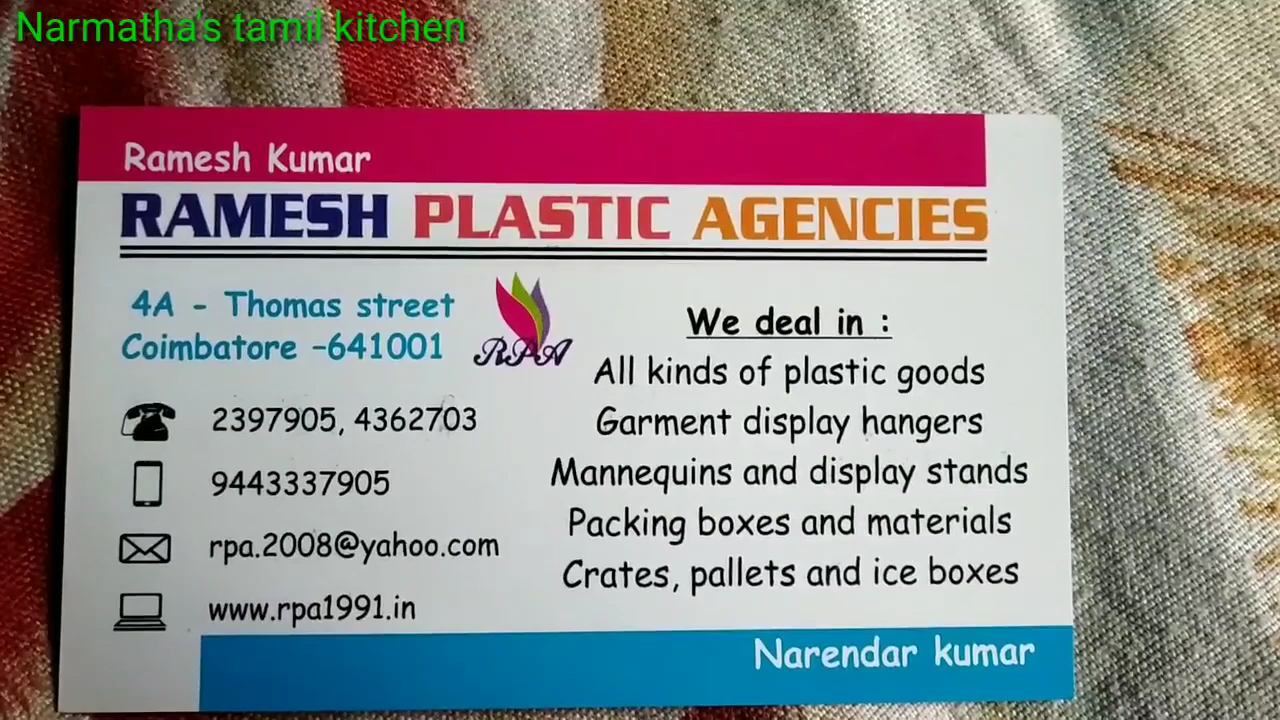 Narmatha's tamil kitchen
Ramesh Kumar
RAMESH PLASTIC AGENCIES
4A - Thomas street
Coimbatore -641001
RPA
2397905, 4362703
9443337905
rpa.2008@yahoo.com
www.rpa1991.in
We deal in :
All kinds of plastic goods
Garment display hangers
Mannequins and display stands
Packing boxes and materials
Crates, pallets and ice boxes
Narendar kumar